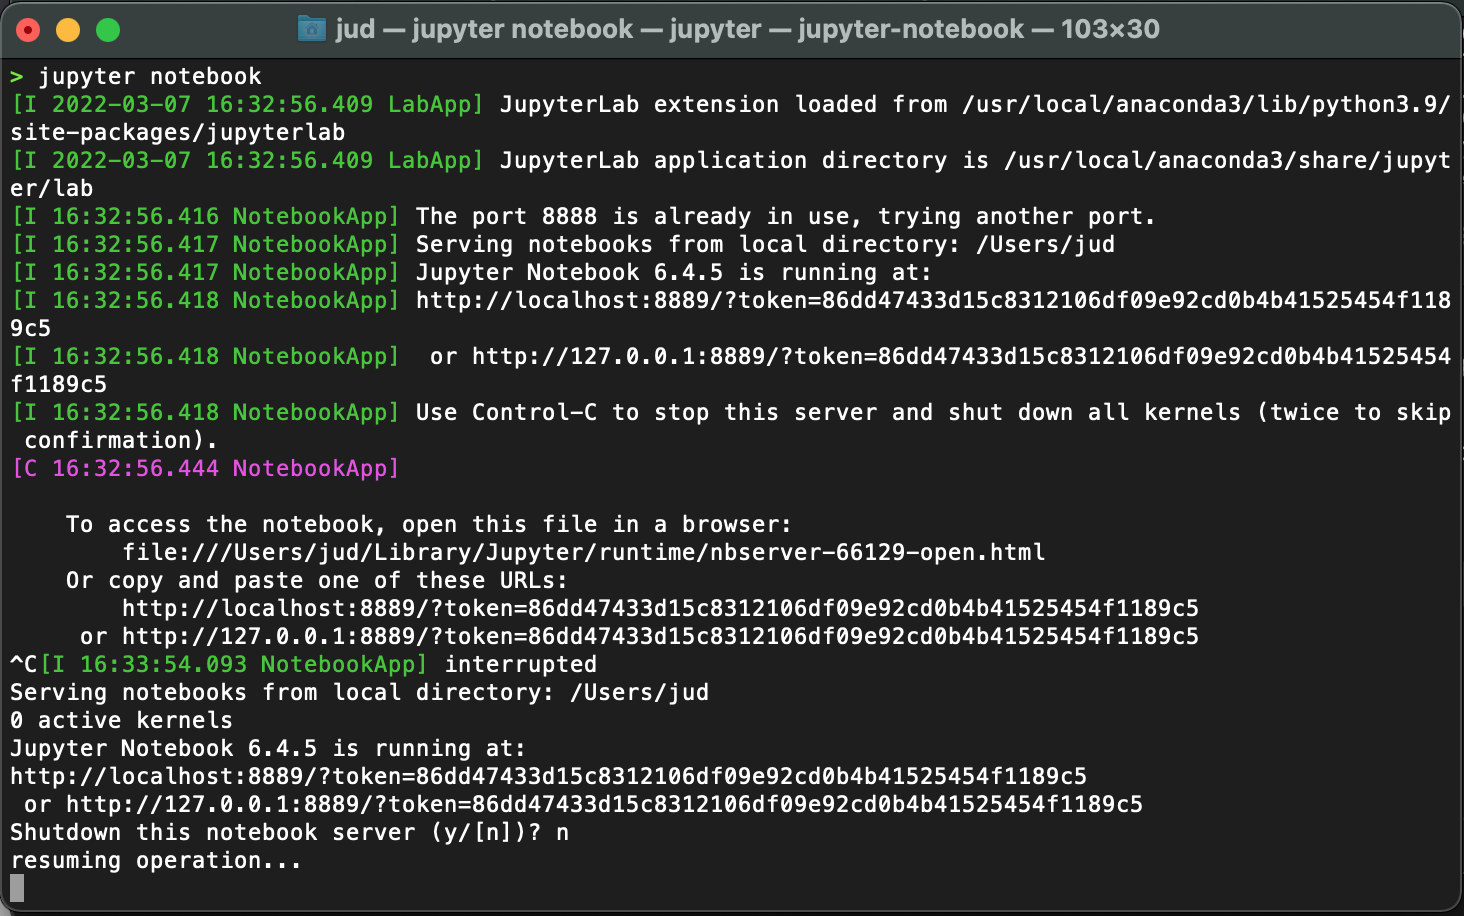 jud — jupyter notebook — jupyter — jupyter-notebook — 103×30
> jupyter notebook
[I 2022-03-07 16:32:56.409 LabApp] JupyterLab extension loaded from /usr/local/anaconda3/lib/python3.9/
site-packages/jupyterlab
[I 2022-03-07 16:32:56.409 LabApp] JupyterLab application directory is /usr/local/anaconda3/share/jupyt
er/lab
[I 16:32:56.416 NotebookApp] The port 8888 is already in use, trying another port.
[I 16:32:56.417 NotebookApp] Serving notebooks from local directory: /Users/jud
[I 16:32:56.417 NotebookApp] Jupyter Notebook 6.4.5 is running at:
[I 16:32:56.418 NotebookApp] http://localhost:8889/?token=86dd47433d15c8312106df09e92cd0b4b41525454f118
9c5
[I 16:32:56.418 NotebookApp]  or http://127.0.0.1:8889/?token=86dd47433d15c8312106df09e92cd0b4b41525454
f1189c5
[I 16:32:56.418 NotebookApp] Use Control-C to stop this server and shut down all kernels (twice to skip
 confirmation).
[C 16:32:56.444 NotebookApp]
    To access the notebook, open this file in a browser:
        file:///Users/jud/Library/Jupyter/runtime/nbserver-66129-open.html
    Or copy and paste one of these URLs:
        http://localhost:8889/?token=86dd47433d15c8312106df09e92cd0b4b41525454f1189c5
     or http://127.0.0.1:8889/?token=86dd47433d15c8312106df09e92cd0b4b41525454f1189c5
^C[I 16:33:54.093 NotebookApp] interrupted
Serving notebooks from local directory: /Users/jud
0 active kernels
Jupyter Notebook 6.4.5 is running at:
http://localhost:8889/?token=86dd47433d15c8312106df09e92cd0b4b41525454f1189c5
 or http://127.0.0.1:8889/?token=86dd47433d15c8312106df09e92cd0b4b41525454f1189c5
Shutdown this notebook server (y/[n])? n
resuming operation...